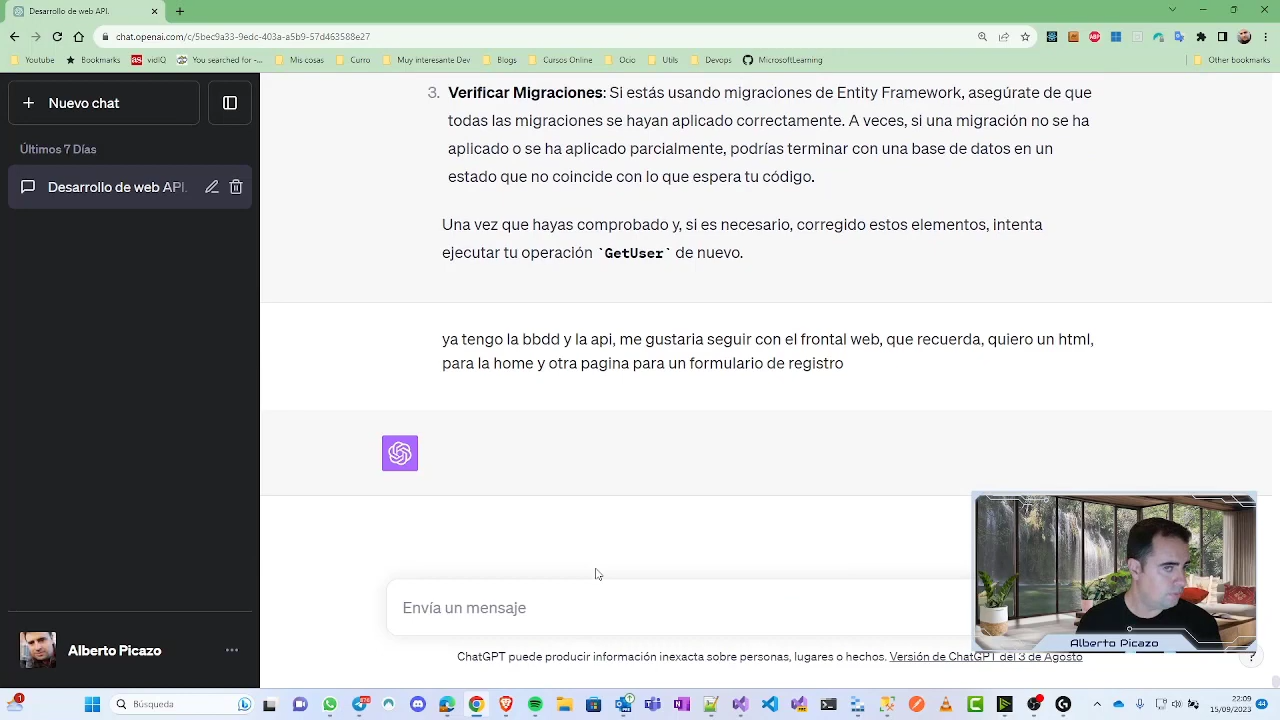 Desarrollo de web API.
chat.openai.com/c/5bec9a33-9edc-403a-a5b9-57d463588e27
Youtube
Bookmarks
vidIQ
You searched for -...
Mis cosas
Curro
Muy interesante Dev
Blogs
Cursos Online
Ocio
Utils
Devops
MicrosoftLearning
Other bookmarks
Nuevo chat
Últimos 7 Días
Desarrollo de web API.
3. Verificar Migraciones: Si estás usando migraciones de Entity Framework, asegúrate de que
todas las migraciones se hayan aplicado correctamente. A veces, si una migración no se ha
aplicado o se ha aplicado parcialmente, podrías terminar con una base de datos en un
estado que no coincide con lo que espera tu código.
Una vez que hayas comprobado y, si es necesario, corregido estos elementos, intenta
ejecutar tu operación `GetUser` de nuevo.
ya tengo la bbdd y la api, me gustaria seguir con el frontal web, que recuerda, quiero un html,
para la home y otra pagina para un formulario de registro
Envía un mensaje
Alberto Picazo
ChatGPT puede producir información inexacta sobre personas, lugares o hechos. Versión de ChatGPT del 3 de Agosto
?
Alberto Picazo
Búsqueda
22:09
15/09/2023